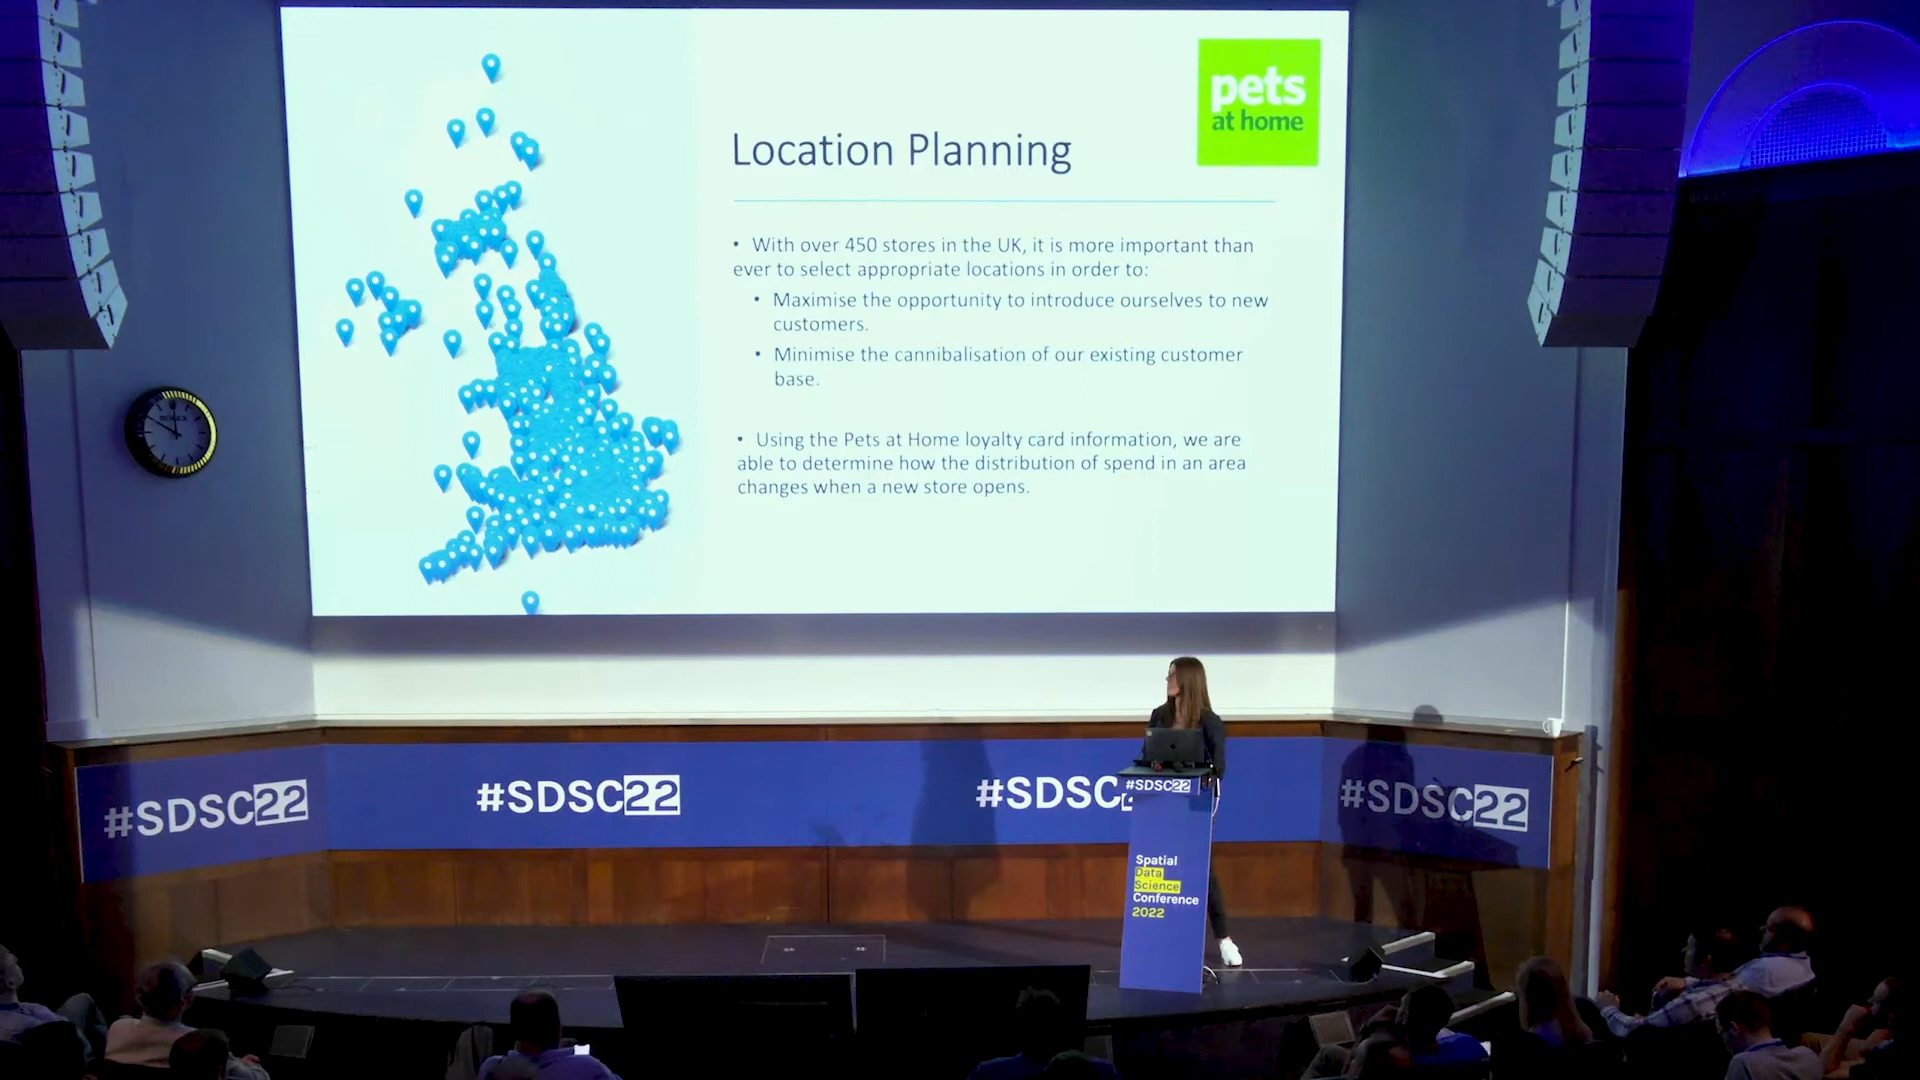 pets
at home
Location Planning
• With over 450 stores in the UK, it is more important than
ever to select appropriate locations in order to:
• Maximise the opportunity to introduce ourselves to new
customers.
• Minimise the cannibalisation of our existing customer
base.
• Using the Pets at Home loyalty card information, we are
able to determine how the distribution of spend in an area
changes when a new store opens.
ROLEX
#SDSC22
#SDSC22
#SDSC
#SDSC22
#SDSC22
Spatial
Data
Science
Conference
2022